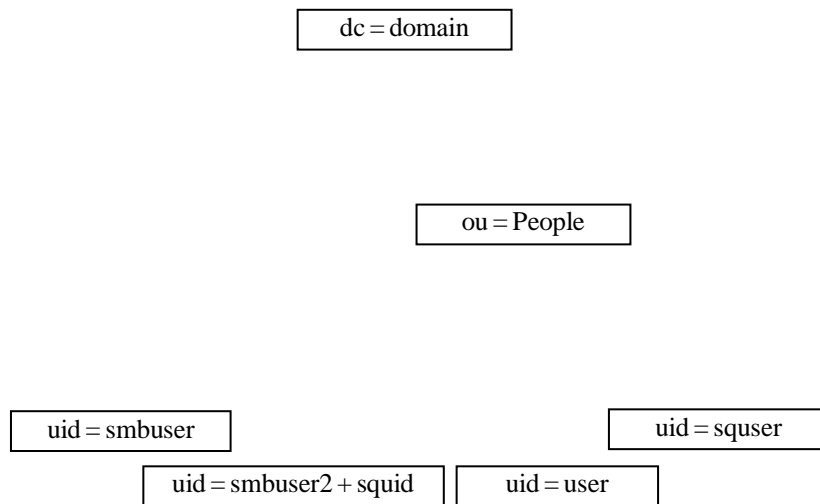 dc = domain
ou = People
uid = smbuser
uid = squser
uid = smbuser2 + squid
uid = user